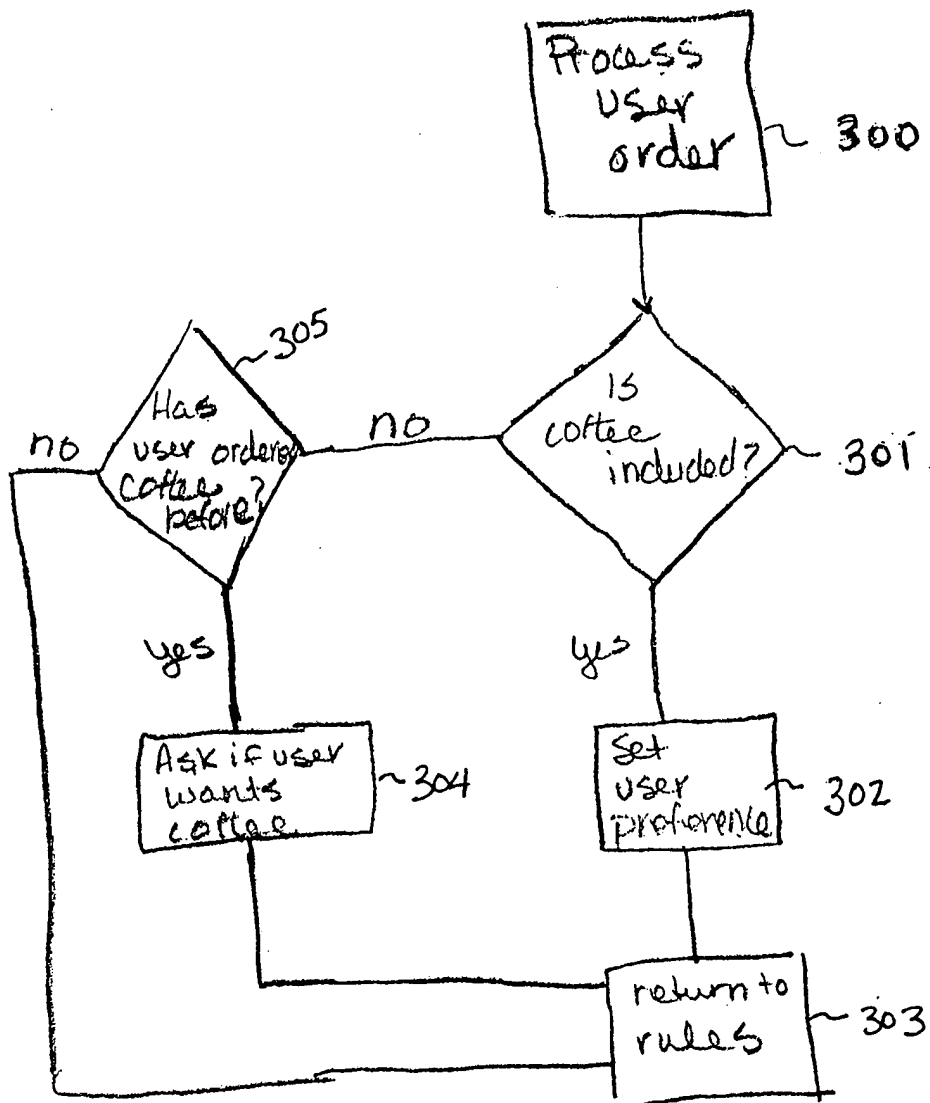 Process
user
order
300
305
Has
user ordered
coffee
before?
no
no
Is
coffee
included?
301
yes
yes
Ask if user
wants
coffee
304
Set
user
preference
302
return to
rules
303